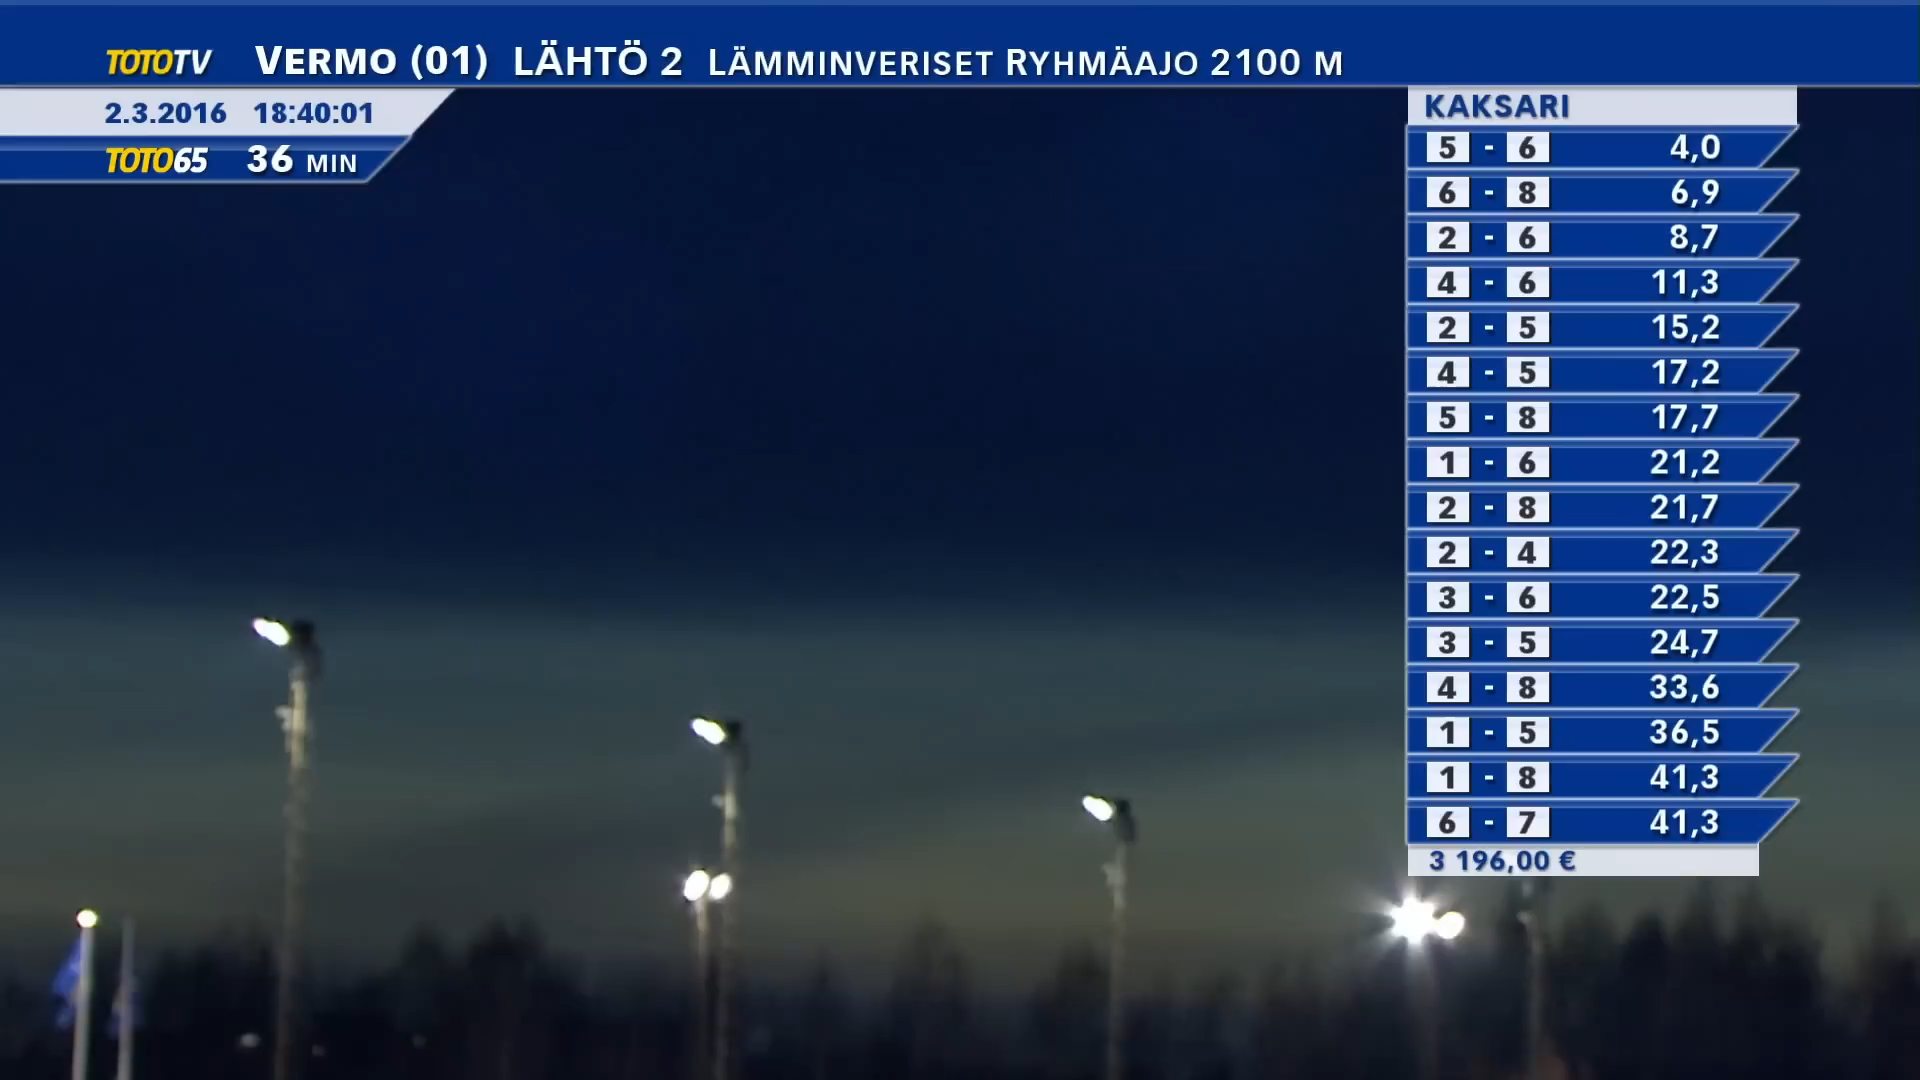 TOTOTV VERMO (01) LÄHTÖ 2 LÄMMINVERISET RYHMÄAJO 2100 M
2.3.2016 18:40:01
TOTO65 36 MIN
KAKSARI
5 - 6 4,0
6 - 8 6,9
2 - 6 8,7
4 - 6 11,3
2 - 5 15,2
4 - 5 17,2
5 - 8 17,7
1 - 6 21,2
2 - 8 21,7
2 - 4 22,3
3 - 6 22,5
3 - 5 24,7
4 - 8 33,6
1 - 5 36,5
1 - 8 41,3
6 - 7 41,3
3 196,00 €